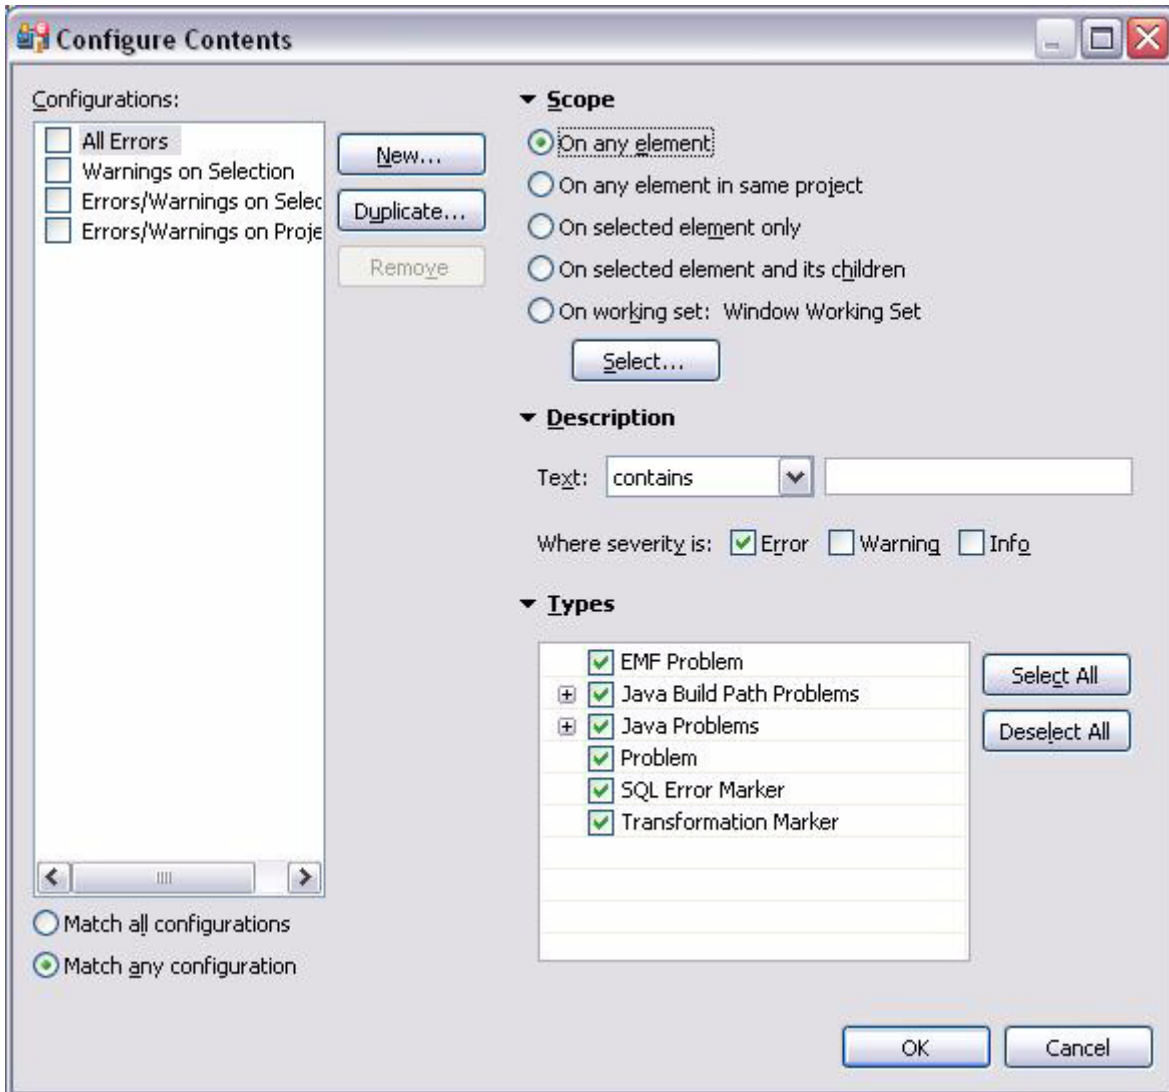 Configure Contents
Configurations:
All Errors
Warnings on Selection
Errors/Warnings on Selec
Errors/Warnings on Proje
New...
Duplicate...
Remove
Match all configurations
Match any configuration
Scope
On any element
On any element in same project
On selected element only
On selected element and its children
On working set: Window Working Set
Select...
Description
Text: contains
Where severity is: Error Warning Info
Types
EMF Problem
Java Build Path Problems
Java Problems
Problem
SQL Error Marker
Transformation Marker
Select All
Deselect All
OK Cancel